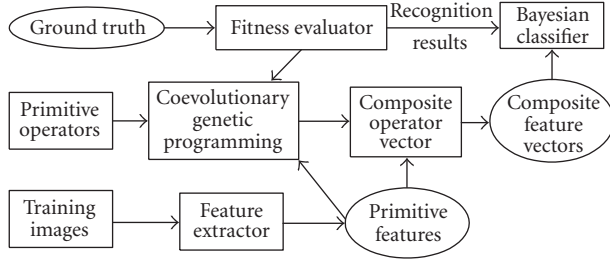 Ground truth
Fitness evaluator
Recognition
results
Bayesian
classifier
Primitive
operators
Coevolutionary
genetic
programming
Composite
operator
vector
Composite
feature
vectors
Training
images
Feature
extractor
Primitive
features